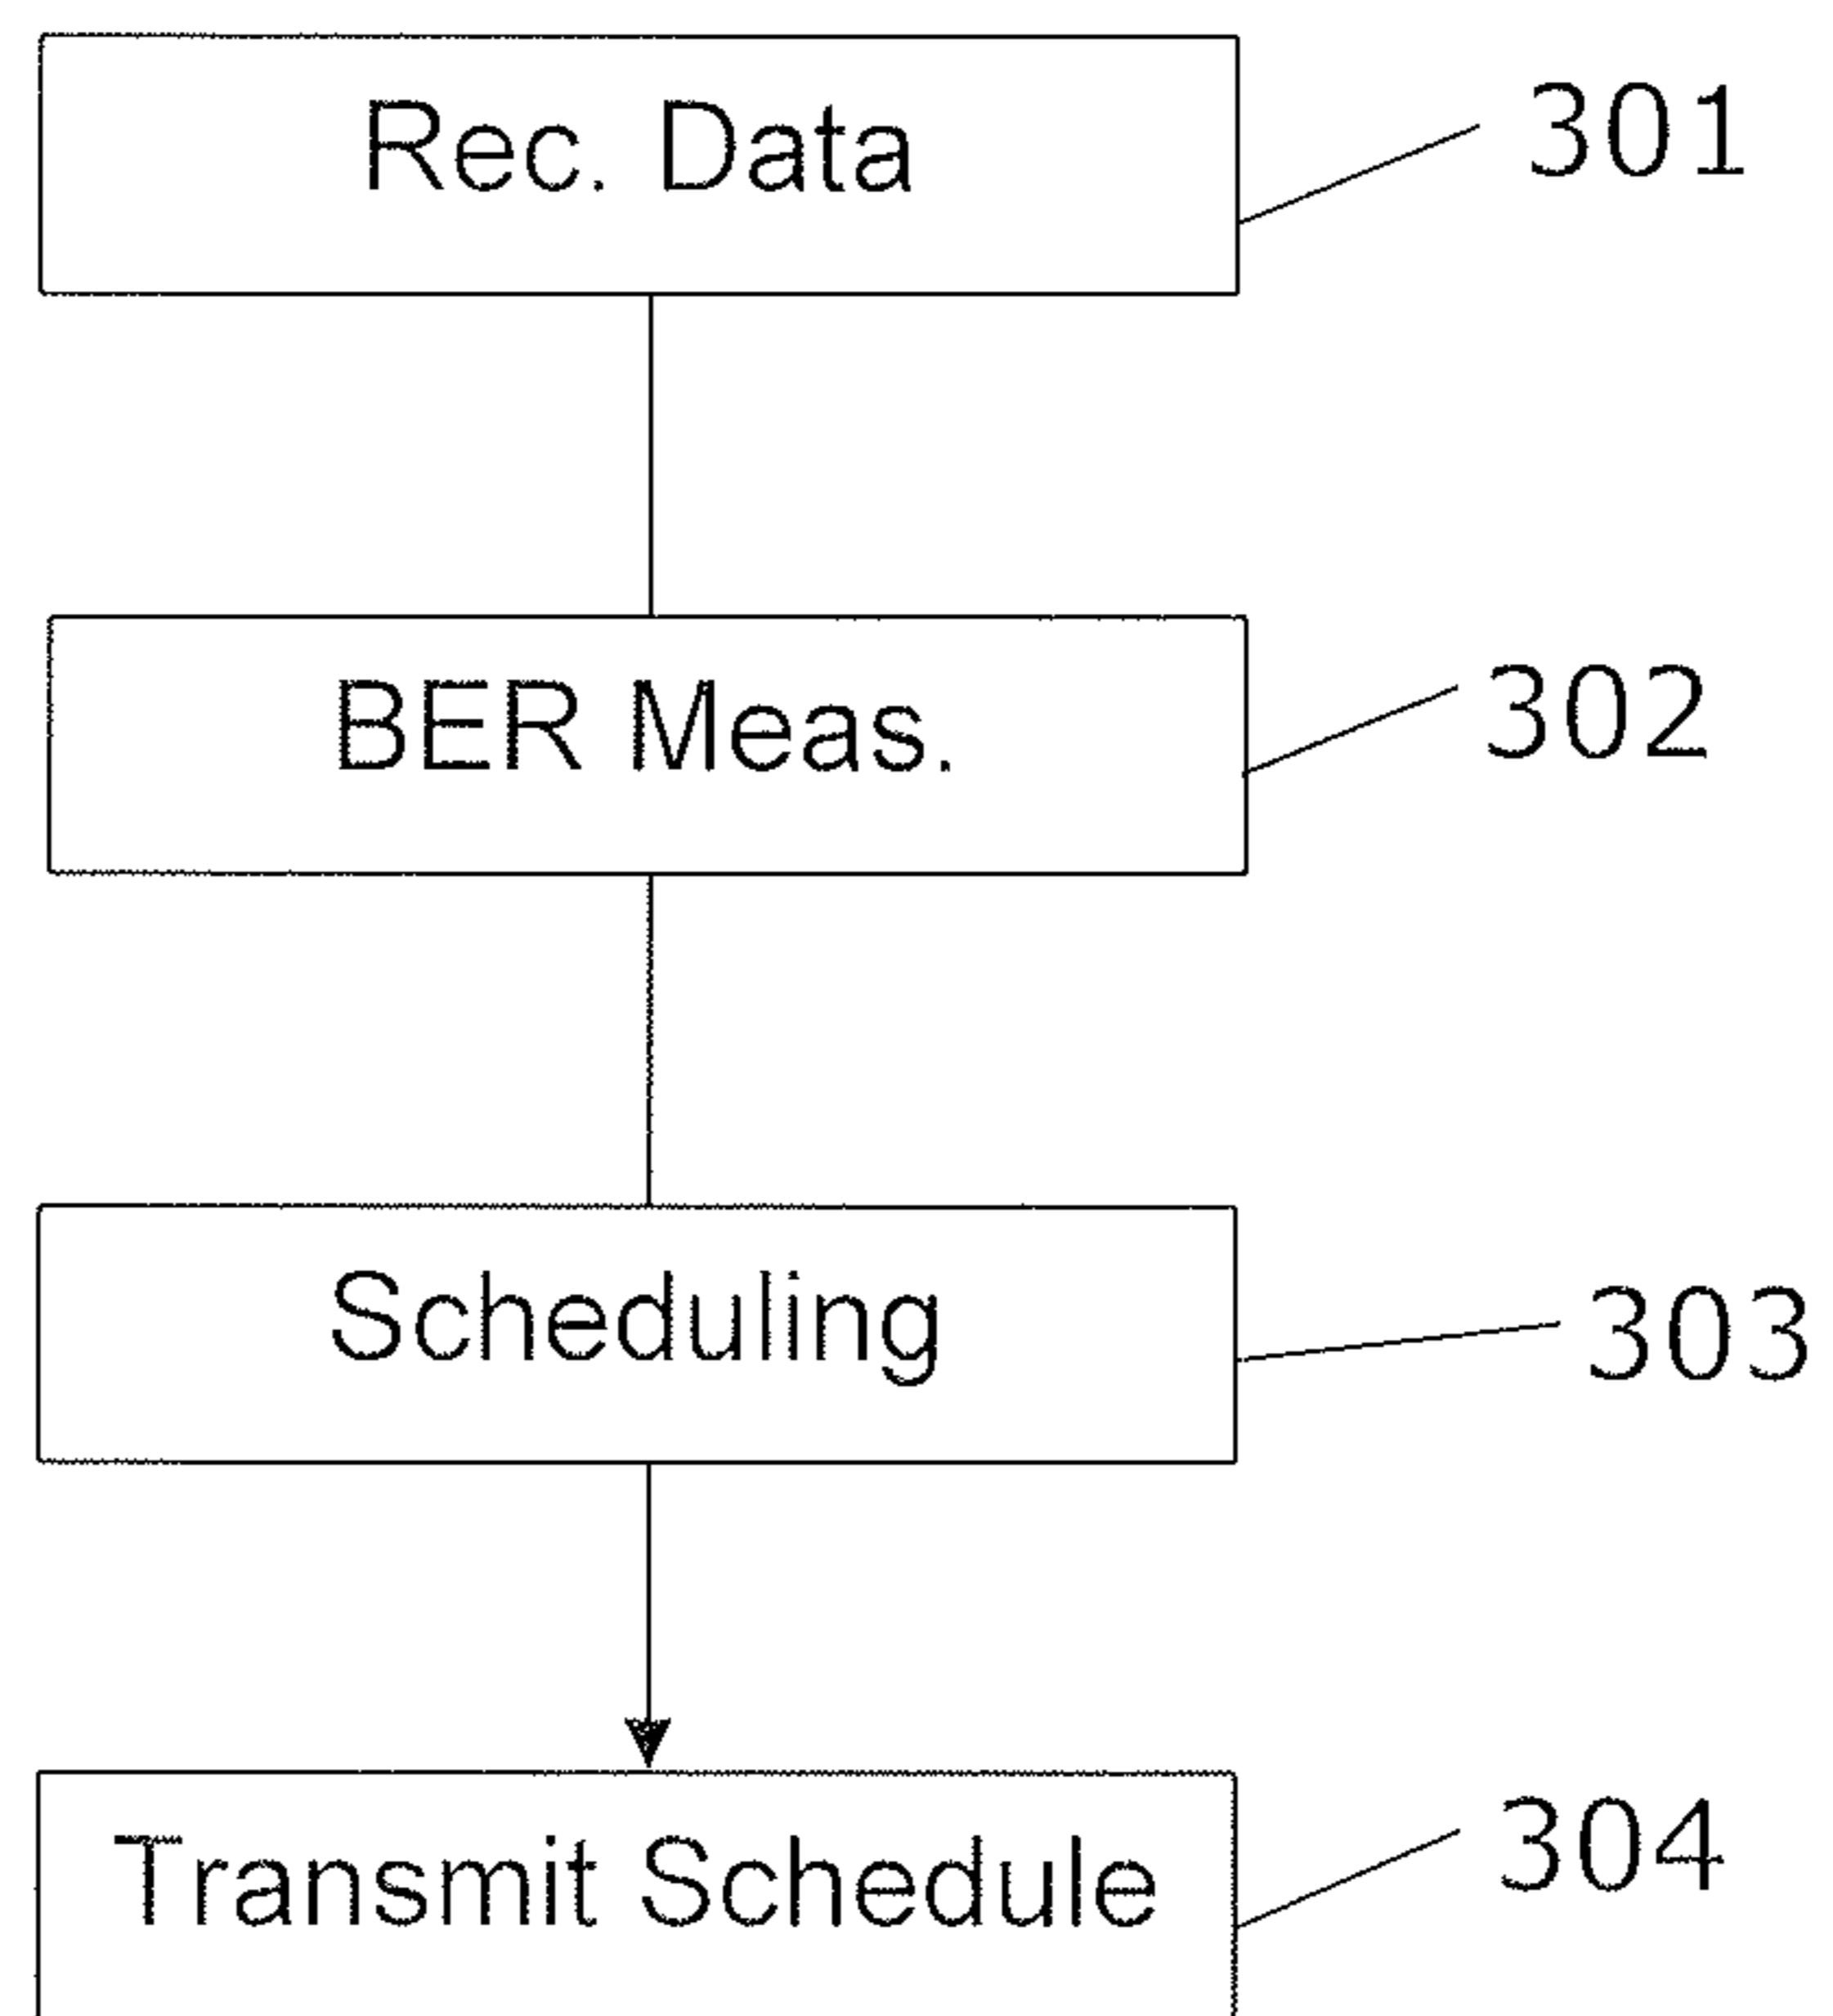 Rec. Data
301
BER Meas.
302
Scheduling
303
Transmit Schedule
304